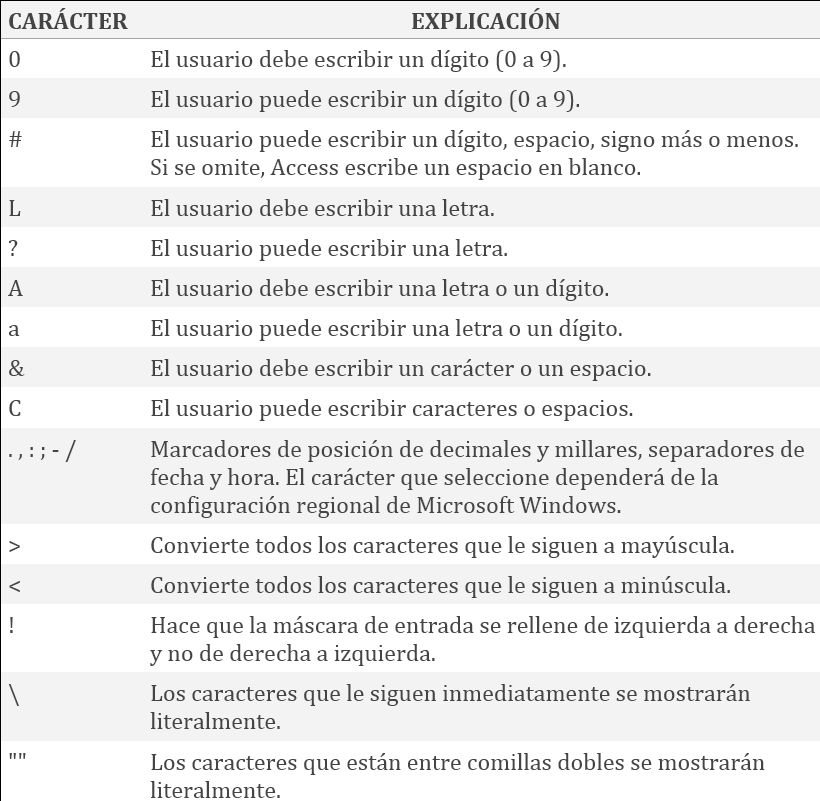 CARÁCTER EXPLICACIÓN
0 El usuario debe escribir un dígito (0 a 9).
9 El usuario puede escribir un dígito (0 a 9).
# El usuario puede escribir un dígito, espacio, signo más o menos.
Si se omite, Access escribe un espacio en blanco.
L El usuario debe escribir una letra.
? El usuario puede escribir una letra.
A El usuario debe escribir una letra o un dígito.
a El usuario puede escribir una letra o un dígito.
& El usuario debe escribir un carácter o un espacio.
C El usuario puede escribir caracteres o espacios.
. , : ; - / Marcadores de posición de decimales y millares, separadores de
fecha y hora. El carácter que seleccione dependerá de la
configuración regional de Microsoft Windows.
> Convierte todos los caracteres que le siguen a mayúscula.
< Convierte todos los caracteres que le siguen a minúscula.
! Hace que la máscara de entrada se rellene de izquierda a derecha
y no de derecha a izquierda.
\ Los caracteres que le siguen inmediatamente se mostrarán
literalmente.
"" Los caracteres que están entre comillas dobles se mostrarán
literalmente.